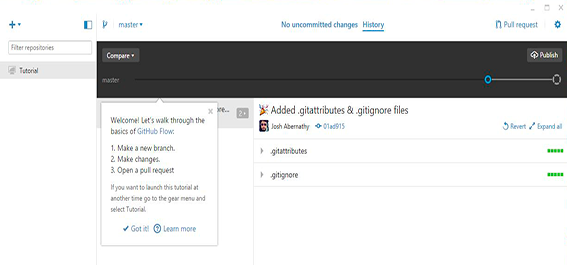 master
No uncommitted changes
History
Pull request
Filter repositories
Tutorial
Compare
Publish
master
ore...
2
Welcome! Let's walk through the
basics of GitHub Flow:
1. Make a new branch.
2. Make changes.
3. Open a pull request
If you want to launch this tutorial at
another time go to the gear menu and
select Tutorial.
Got it!
Learn more
Added .gitattributes & .gitignore files
Josh Abernathy
01ad915
Revert
Expand all
.gitattributes
.gitignore